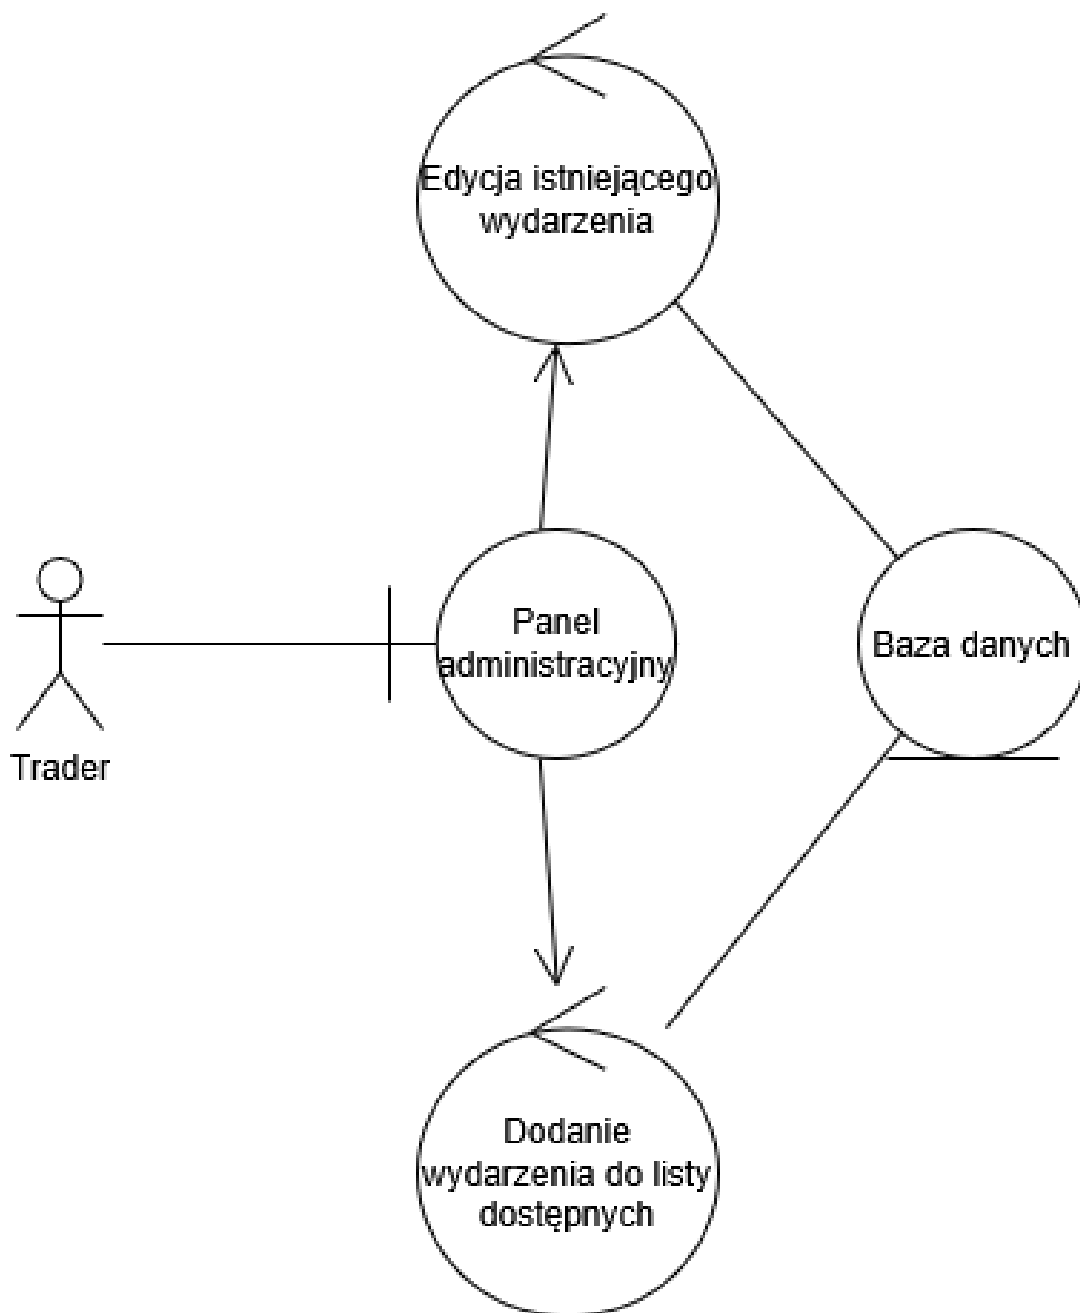 Edycja istniejącego
wydarzenia
Panel
administracyjny
Baza danych
Trader
Dodanie
wydarzenia do listy
dostępnych